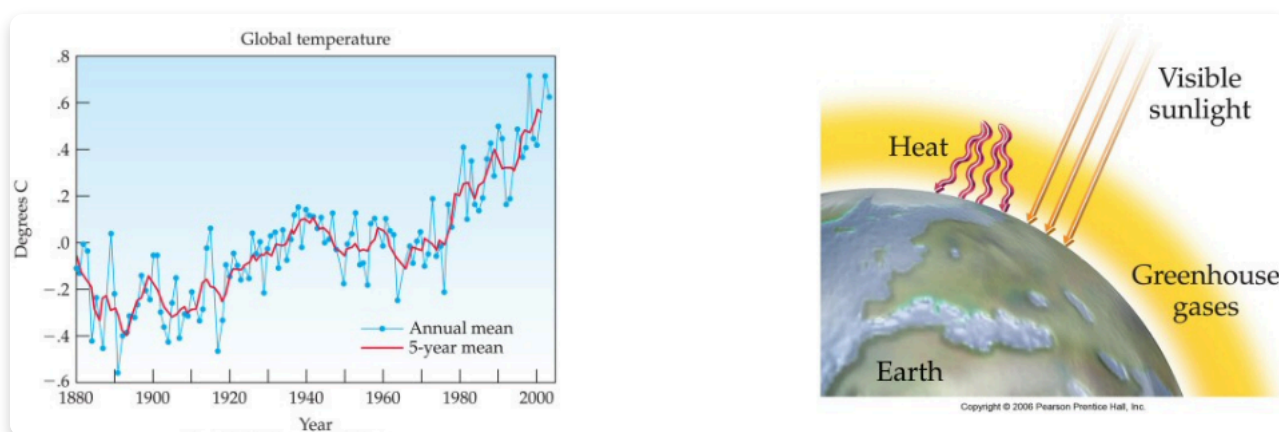 Global temperature
.8
.6
.4
.2
.0
−.2
−.4
−.6
Degrees C
Annual mean
5-year mean
1880 1900 1920 1940 1960 1980 2000
Year
Visible
sunlight
Heat
Greenhouse
gases
Earth
Copyright © 2006 Pearson Prentice Hall, Inc.